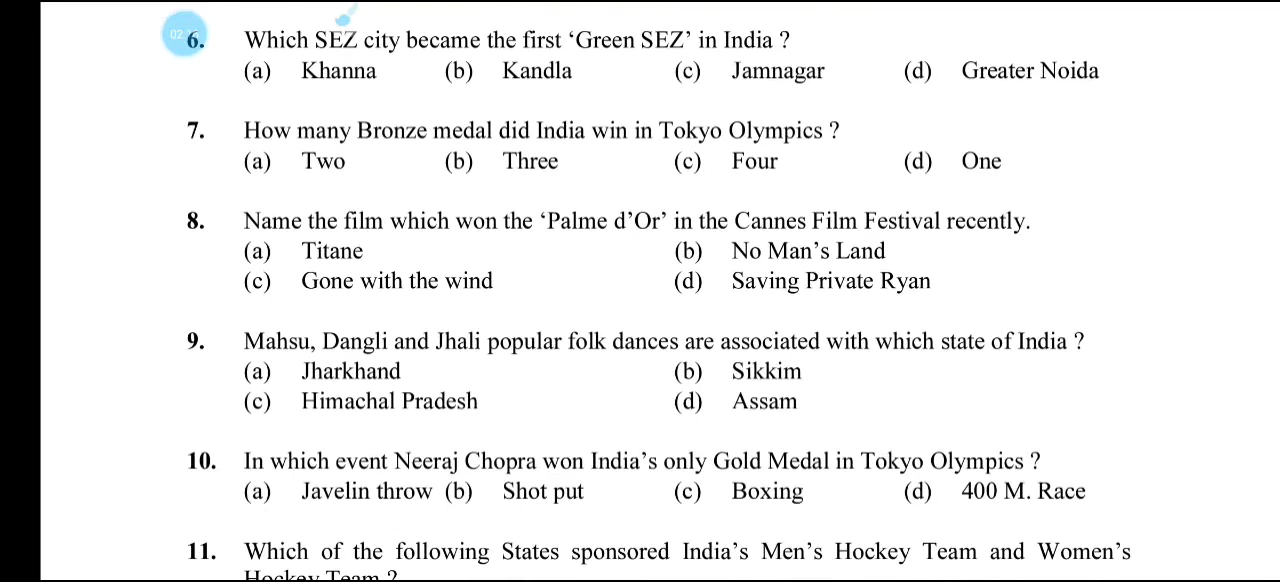 6. Which SEZ city became the first ‘Green SEZ’ in India ?
(a) Khanna (b) Kandla (c) Jamnagar (d) Greater Noida
7. How many Bronze medal did India win in Tokyo Olympics ?
(a) Two (b) Three (c) Four (d) One
8. Name the film which won the ‘Palme d’Or’ in the Cannes Film Festival recently.
(a) Titane (b) No Man’s Land
(c) Gone with the wind (d) Saving Private Ryan
9. Mahsu, Dangli and Jhali popular folk dances are associated with which state of India ?
(a) Jharkhand (b) Sikkim
(c) Himachal Pradesh (d) Assam
10. In which event Neeraj Chopra won India’s only Gold Medal in Tokyo Olympics ?
(a) Javelin throw (b) Shot put (c) Boxing (d) 400 M. Race
11. Which of the following States sponsored India’s Men’s Hockey Team and Women’s
Hockey Team ?